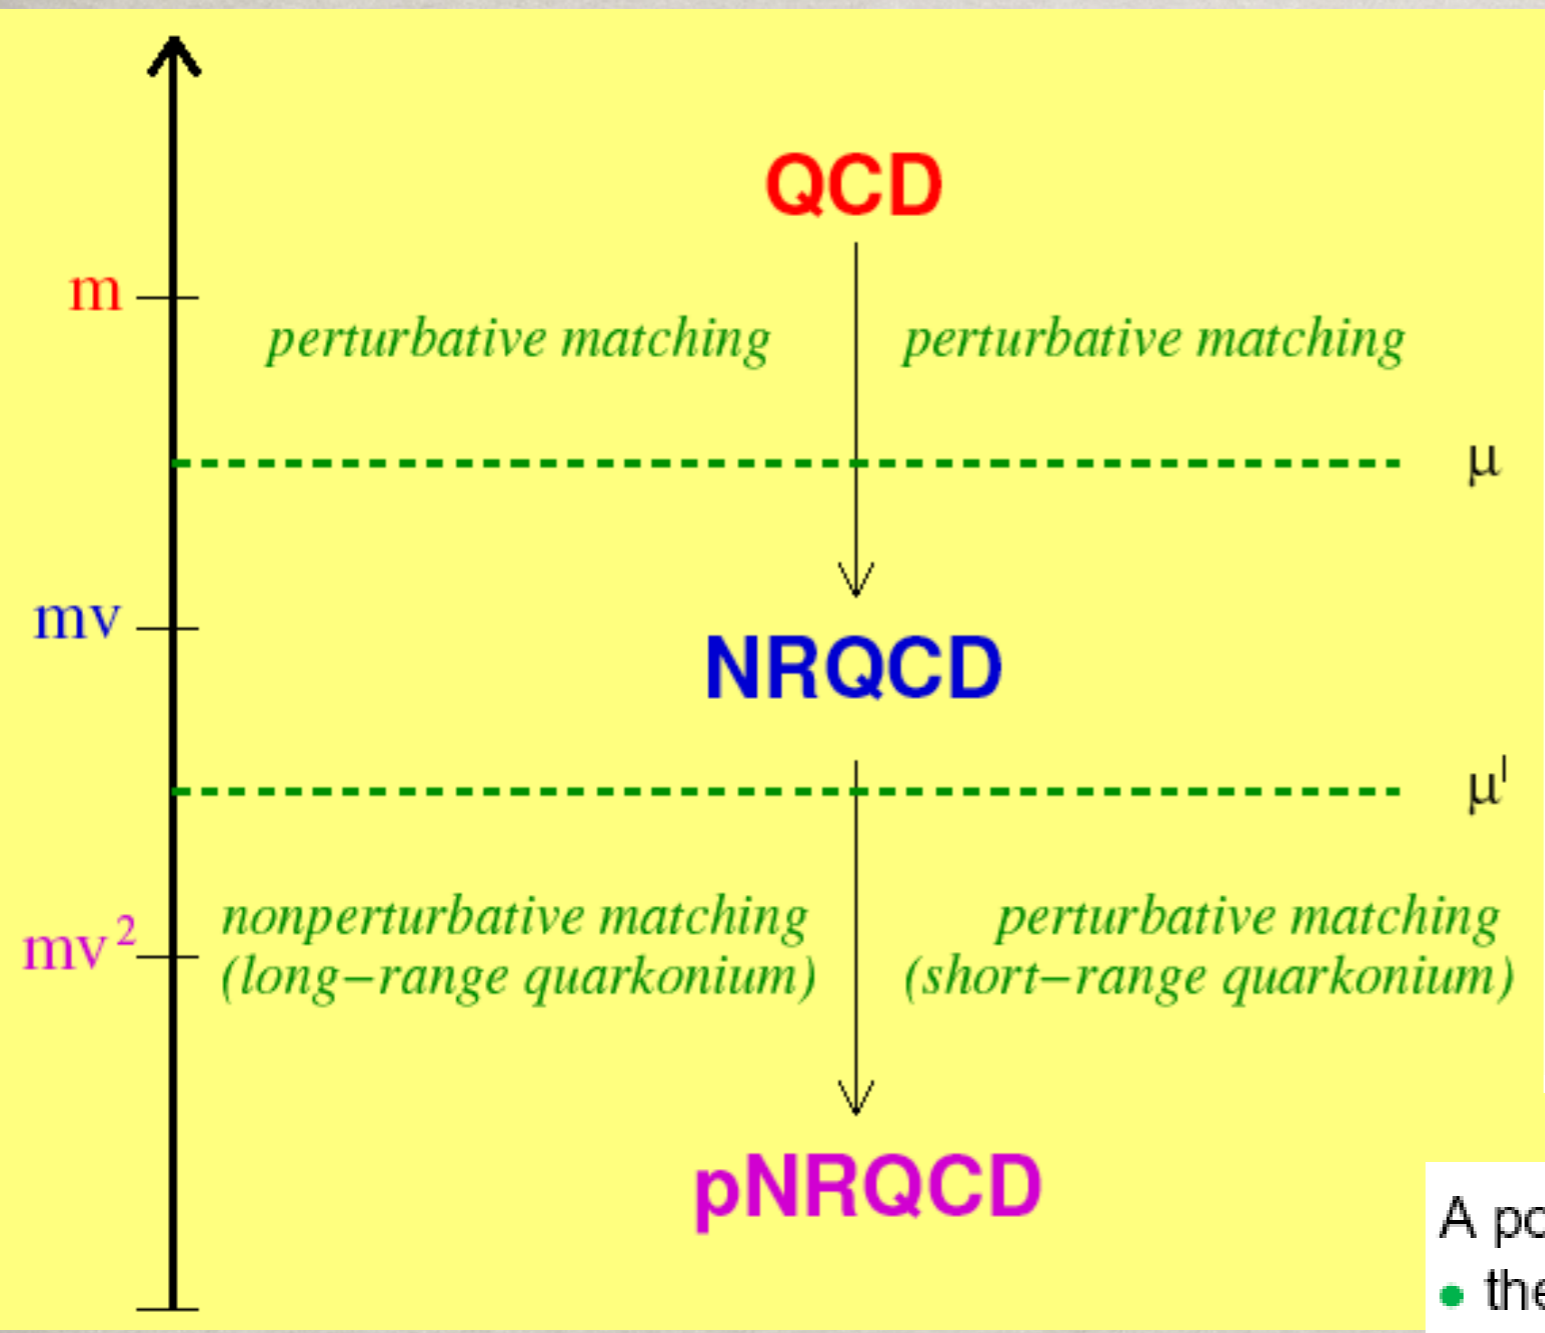 QCD
m
perturbative matching perturbative matching
μ
mv
NRQCD
μ'
nonperturbative matching perturbative matching
mv²
(long–range quarkonium) (short–range quarkonium)
pNRQCD
A